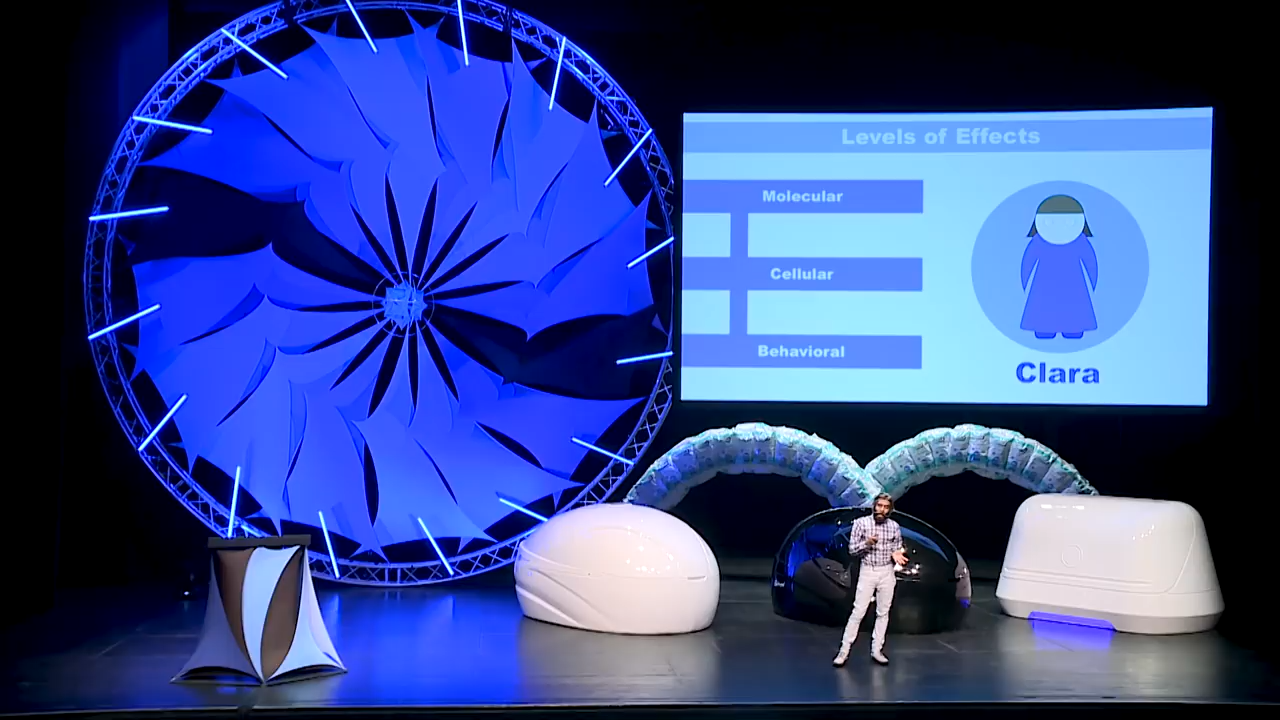 Levels of Effects
Molecular
Cellular
Behavioral
Clara